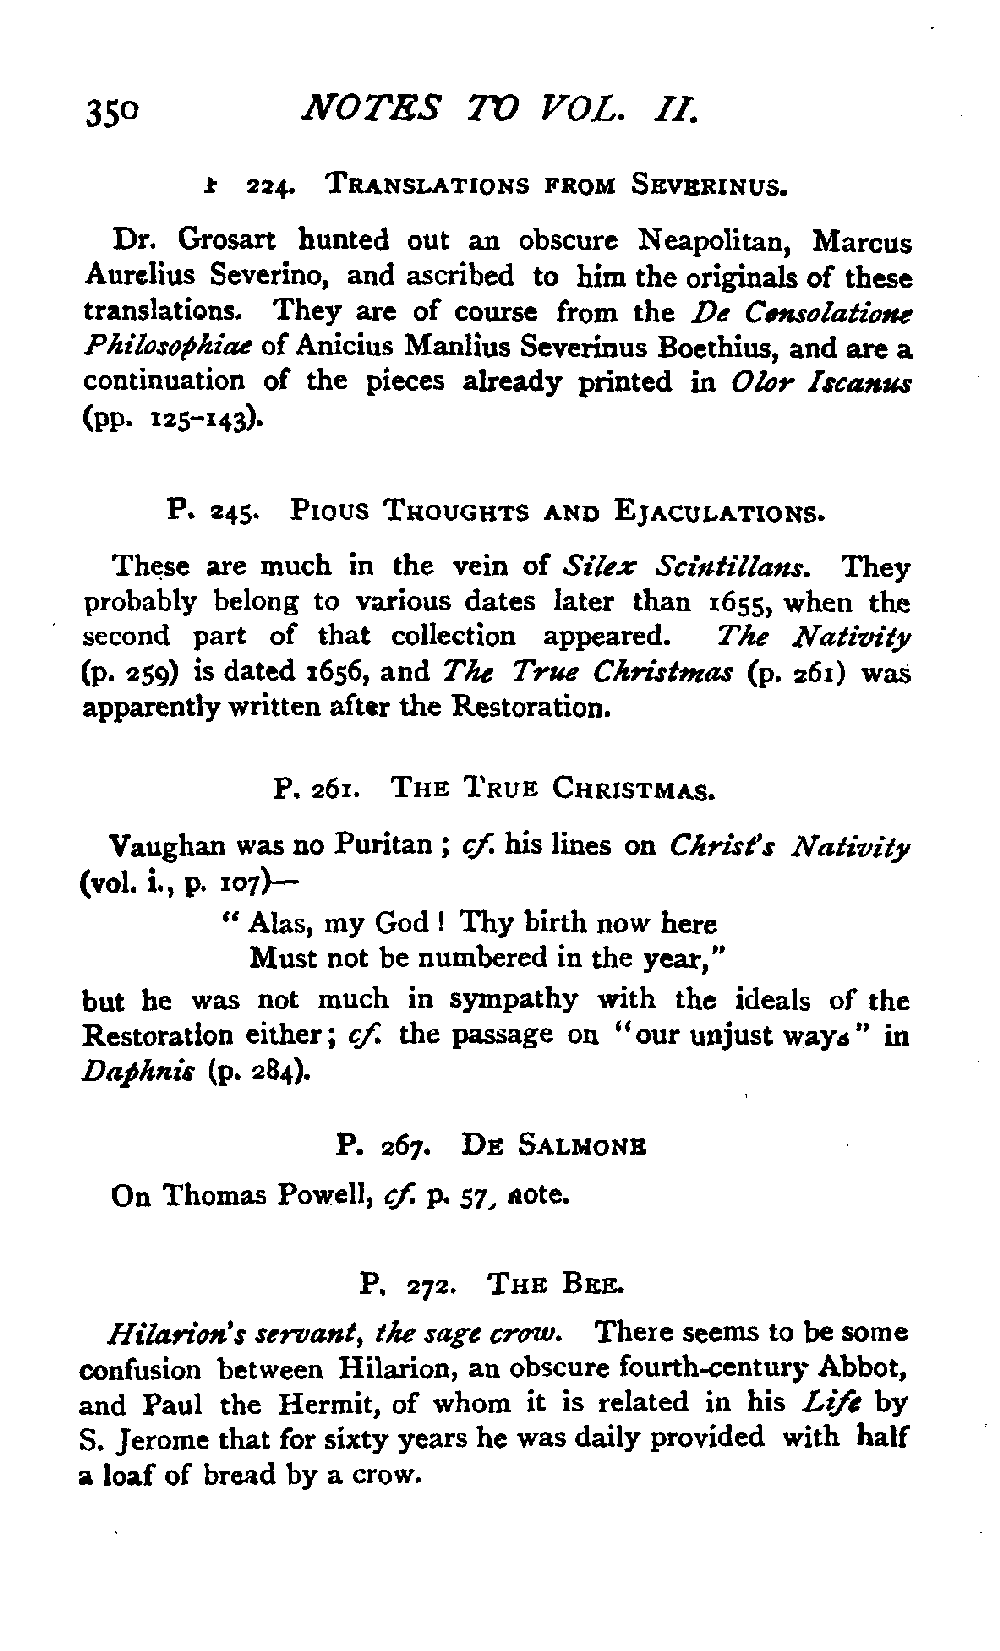 350 NOTES TO VOL. II.
224. TRANSLATIONS FROM SEVERINUS.
Dr. Grosart hunted out an obscure Neapolitan, Marcus
Aurelius Severino, and ascribed to him the originals of these
translations. They are of course from the De Consolatione
Philosophiae of Anicius Manlius Severinus Boethius, and are a
continuation of the pieces already printed in Olor Iscanus
(pp. 125-143).
P. 245. PIOUS THOUGHTS AND EJACULATIONS.
These are much in the vein of Silex Scintillans. They
probably belong to various dates later than 1655, when the
second part of that collection appeared. The Nativity
(p. 259) is dated 1656, and The True Christmas (p. 261) was
apparently written after the Restoration.
P. 261. THE TRUE CHRISTMAS.
Vaughan was no Puritan ; cf. his lines on Christ's Nativity
(vol. i., p. 107)—
“ Alas, my God ! Thy birth now here
Must not be numbered in the year,”
but he was not much in sympathy with the ideals of the
Restoration either; cf. the passage on “our unjust ways” in
Daphnis (p. 284).
P. 267. DE SALMONE
On Thomas Powell, cf. p. 57, note.
P. 272. THE BEE.
Hilarion's servant, the sage crow. There seems to be some
confusion between Hilarion, an obscure fourth-century Abbot,
and Paul the Hermit, of whom it is related in his Life by
S. Jerome that for sixty years he was daily provided with half
a loaf of bread by a crow.